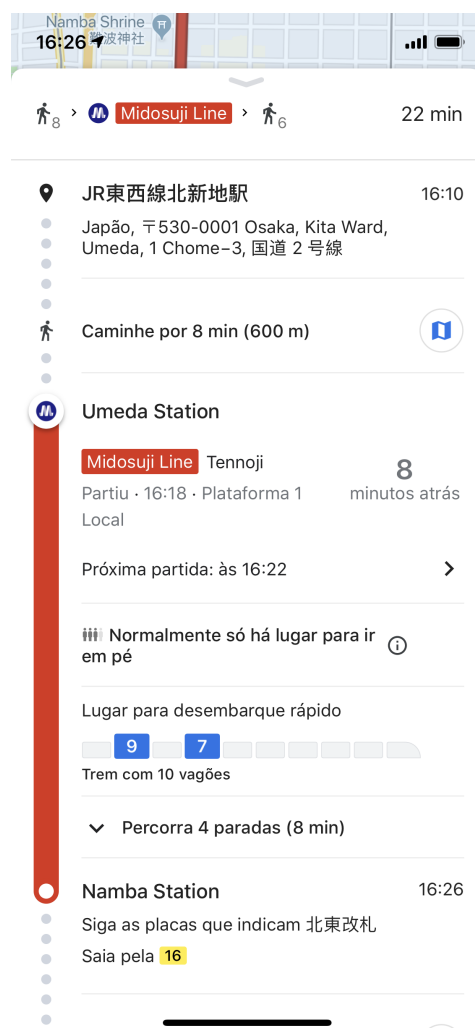 Namba Shrine
難波神社
16:26
8 > Midosuji Line > 6 22 min
JR東西線北新地駅 16:10
Japão, 〒530-0001 Osaka, Kita Ward,
Umeda, 1 Chome−3, 国道 2 号線
Caminhe por 8 min (600 m)
Umeda Station
Midosuji Line Tennoji 8
Partiu · 16:18 · Plataforma 1 minutos atrás
Local
Próxima partida: às 16:22
Normalmente só há lugar para ir
em pé
Lugar para desembarque rápido
9 7
Trem com 10 vagões
Percorra 4 paradas (8 min)
Namba Station 16:26
Siga as placas que indicam 北東改札
Saia pela 16